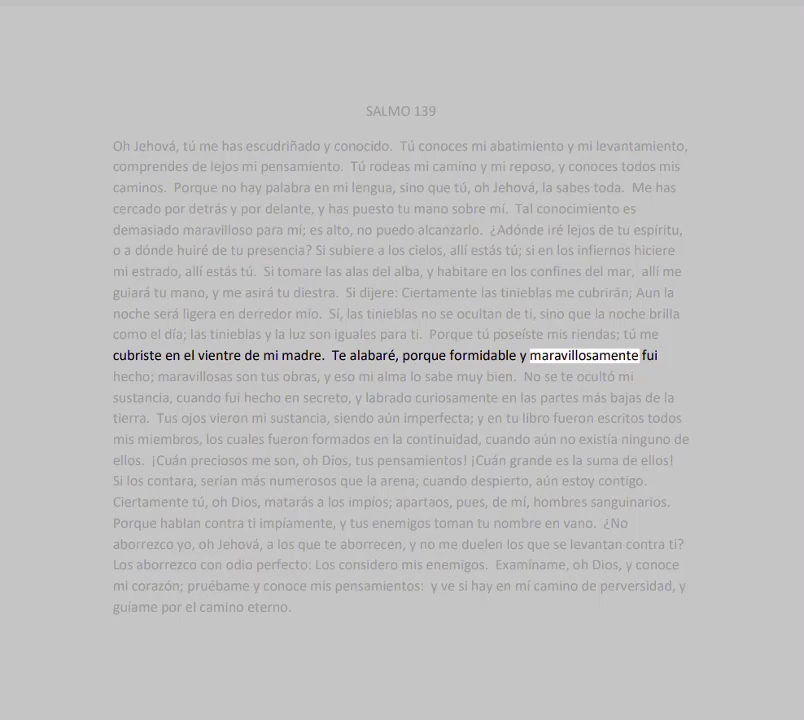 SALMO 139
Oh Jehová, tú me has escudriñado y conocido.  Tú conoces mi abatimiento y mi levantamiento,
comprendes de lejos mi pensamiento.  Tú rodeas mi camino y mi reposo, y conoces todos mis
caminos.  Porque no hay palabra en mi lengua, sino que tú, oh Jehová, la sabes toda.  Me has
cercado por detrás y por delante, y has puesto tu mano sobre mí.  Tal conocimiento es
demasiado maravilloso para mí; es alto, no puedo alcanzarlo.  ¿Adónde iré lejos de tu espíritu,
o a dónde huiré de tu presencia? Si subiere a los cielos, allí estás tú; si en los infiernos hiciere
mi estrado, allí estás tú.  Si tomare las alas del alba, y habitare en los confines del mar,  allí me
guiará tu mano, y me asirá tu diestra.  Si dijere: Ciertamente las tinieblas me cubrirán; Aun la
noche será ligera en derredor mío.  Sí, las tinieblas no se ocultan de ti, sino que la noche brilla
como el día; las tinieblas y la luz son iguales para ti.  Porque tú poseíste mis riendas; tú me
cubriste en el vientre de mi madre.  Te alabaré, porque formidable y maravillosamente fui
hecho; maravillosas son tus obras, y eso mi alma lo sabe muy bien.  No se te ocultó mi
sustancia, cuando fui hecho en secreto, y labrado curiosamente en las partes más bajas de la
tierra.  Tus ojos vieron mi sustancia, siendo aún imperfecta; y en tu libro fueron escritos todos
mis miembros, los cuales fueron formados en la continuidad, cuando aún no existía ninguno de
ellos.  ¡Cuán preciosos me son, oh Dios, tus pensamientos! ¡Cuán grande es la suma de ellos!
Si los contara, serían más numerosos que la arena; cuando despierto, aún estoy contigo.
Ciertamente tú, oh Dios, matarás a los impíos; apartaos, pues, de mí, hombres sanguinarios.
Porque hablan contra ti impíamente, y tus enemigos toman tu nombre en vano.  ¿No
aborrezco yo, oh Jehová, a los que te aborrecen, y no me duelen los que se levantan contra ti?
Los aborrezco con odio perfecto: Los considero mis enemigos.  Examíname, oh Dios, y conoce
mi corazón; pruébame y conoce mis pensamientos:  y ve si hay en mí camino de perversidad, y
guíame por el camino eterno.